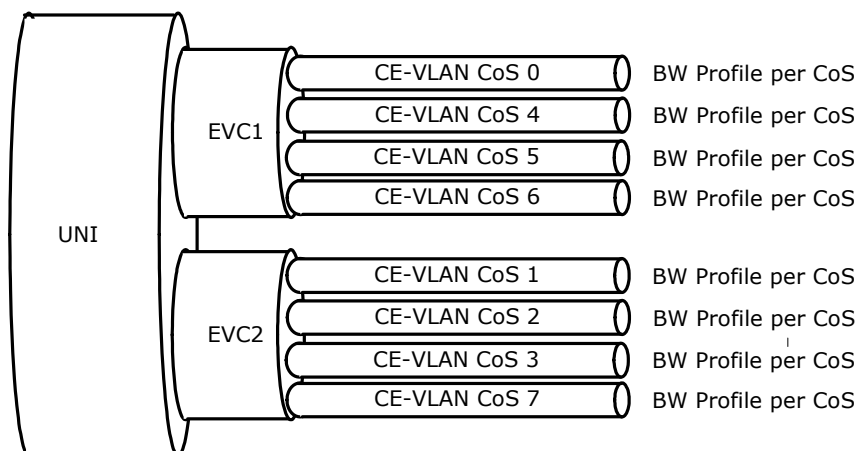 CE-VLAN CoS 0 BW Profile per CoS
CE-VLAN CoS 4 BW Profile per CoS
EVC1
CE-VLAN CoS 5 BW Profile per CoS
CE-VLAN CoS 6 BW Profile per CoS
UNI
CE-VLAN CoS 1 BW Profile per CoS
CE-VLAN CoS 2 BW Profile per CoS
EVC2
CE-VLAN CoS 3 BW Profile per CoS
CE-VLAN CoS 7 BW Profile per CoS